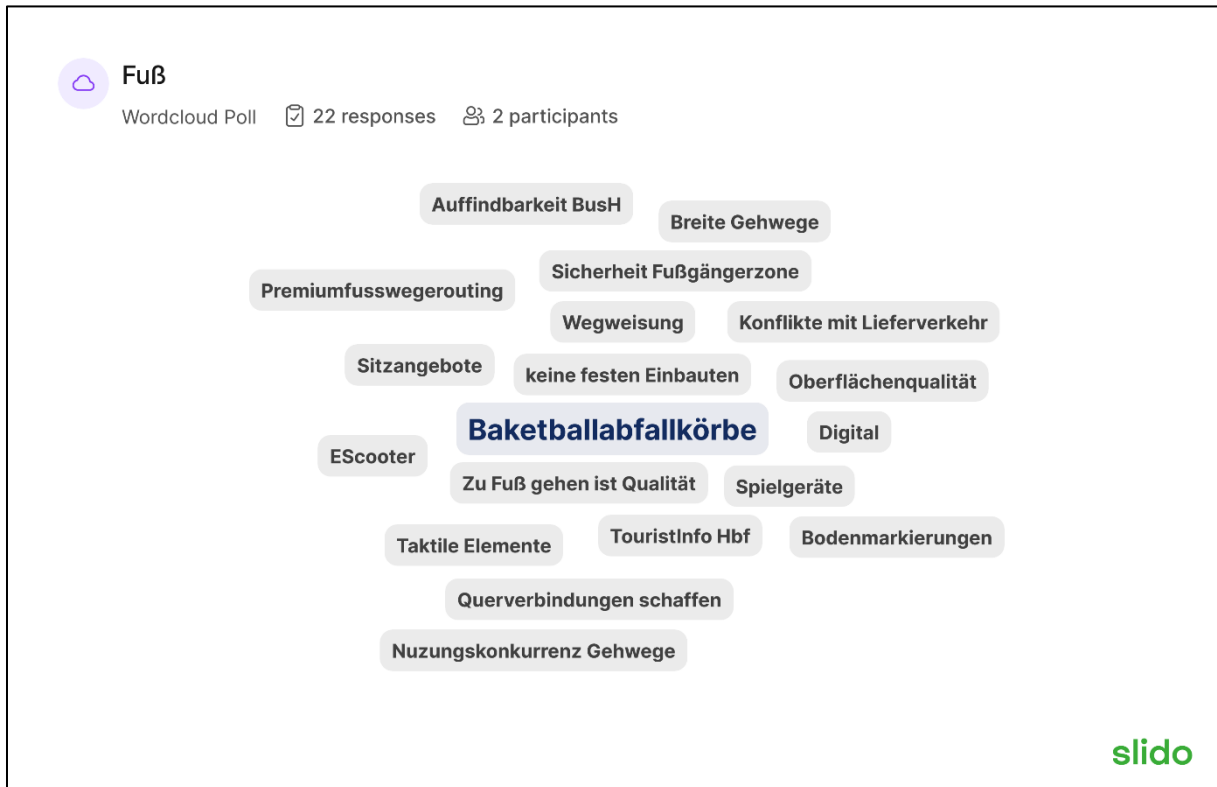 Fuß
Wordcloud Poll 22 responses 2 participants
Auffindbarkeit BusH
Breite Gehwege
Sicherheit Fußgängerzone
Premiumfusswegerouting
Wegweisung
Konflikte mit Lieferverkehr
Sitzangebote
keine festen Einbauten
Oberflächenqualität
Baketballabfallkörbe
Digital
EScooter
Zu Fuß gehen ist Qualität
Spielgeräte
Taktile Elemente
TouristInfo Hbf
Bodenmarkierungen
Querverbindungen schaffen
Nuzungskonkurrenz Gehwege
slido